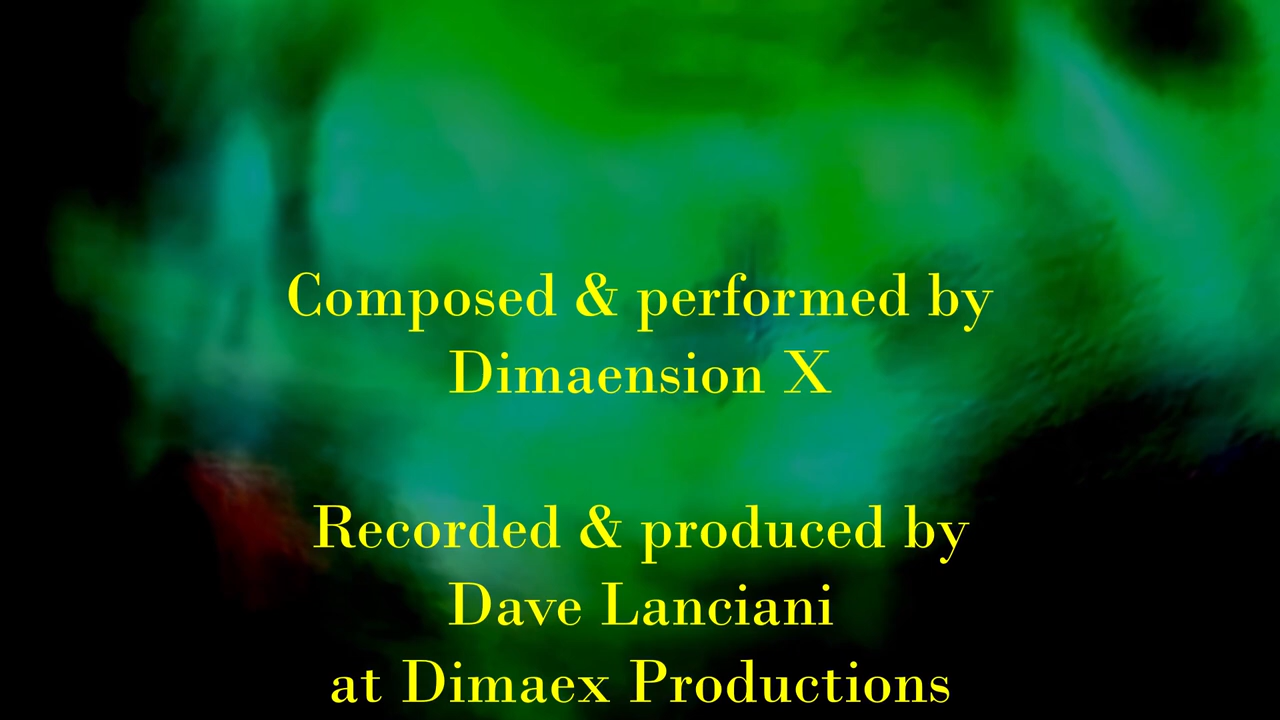 Composed & performed by
Dimaension X
Recorded & produced by
Dave Lanciani
at Dimaex Productions